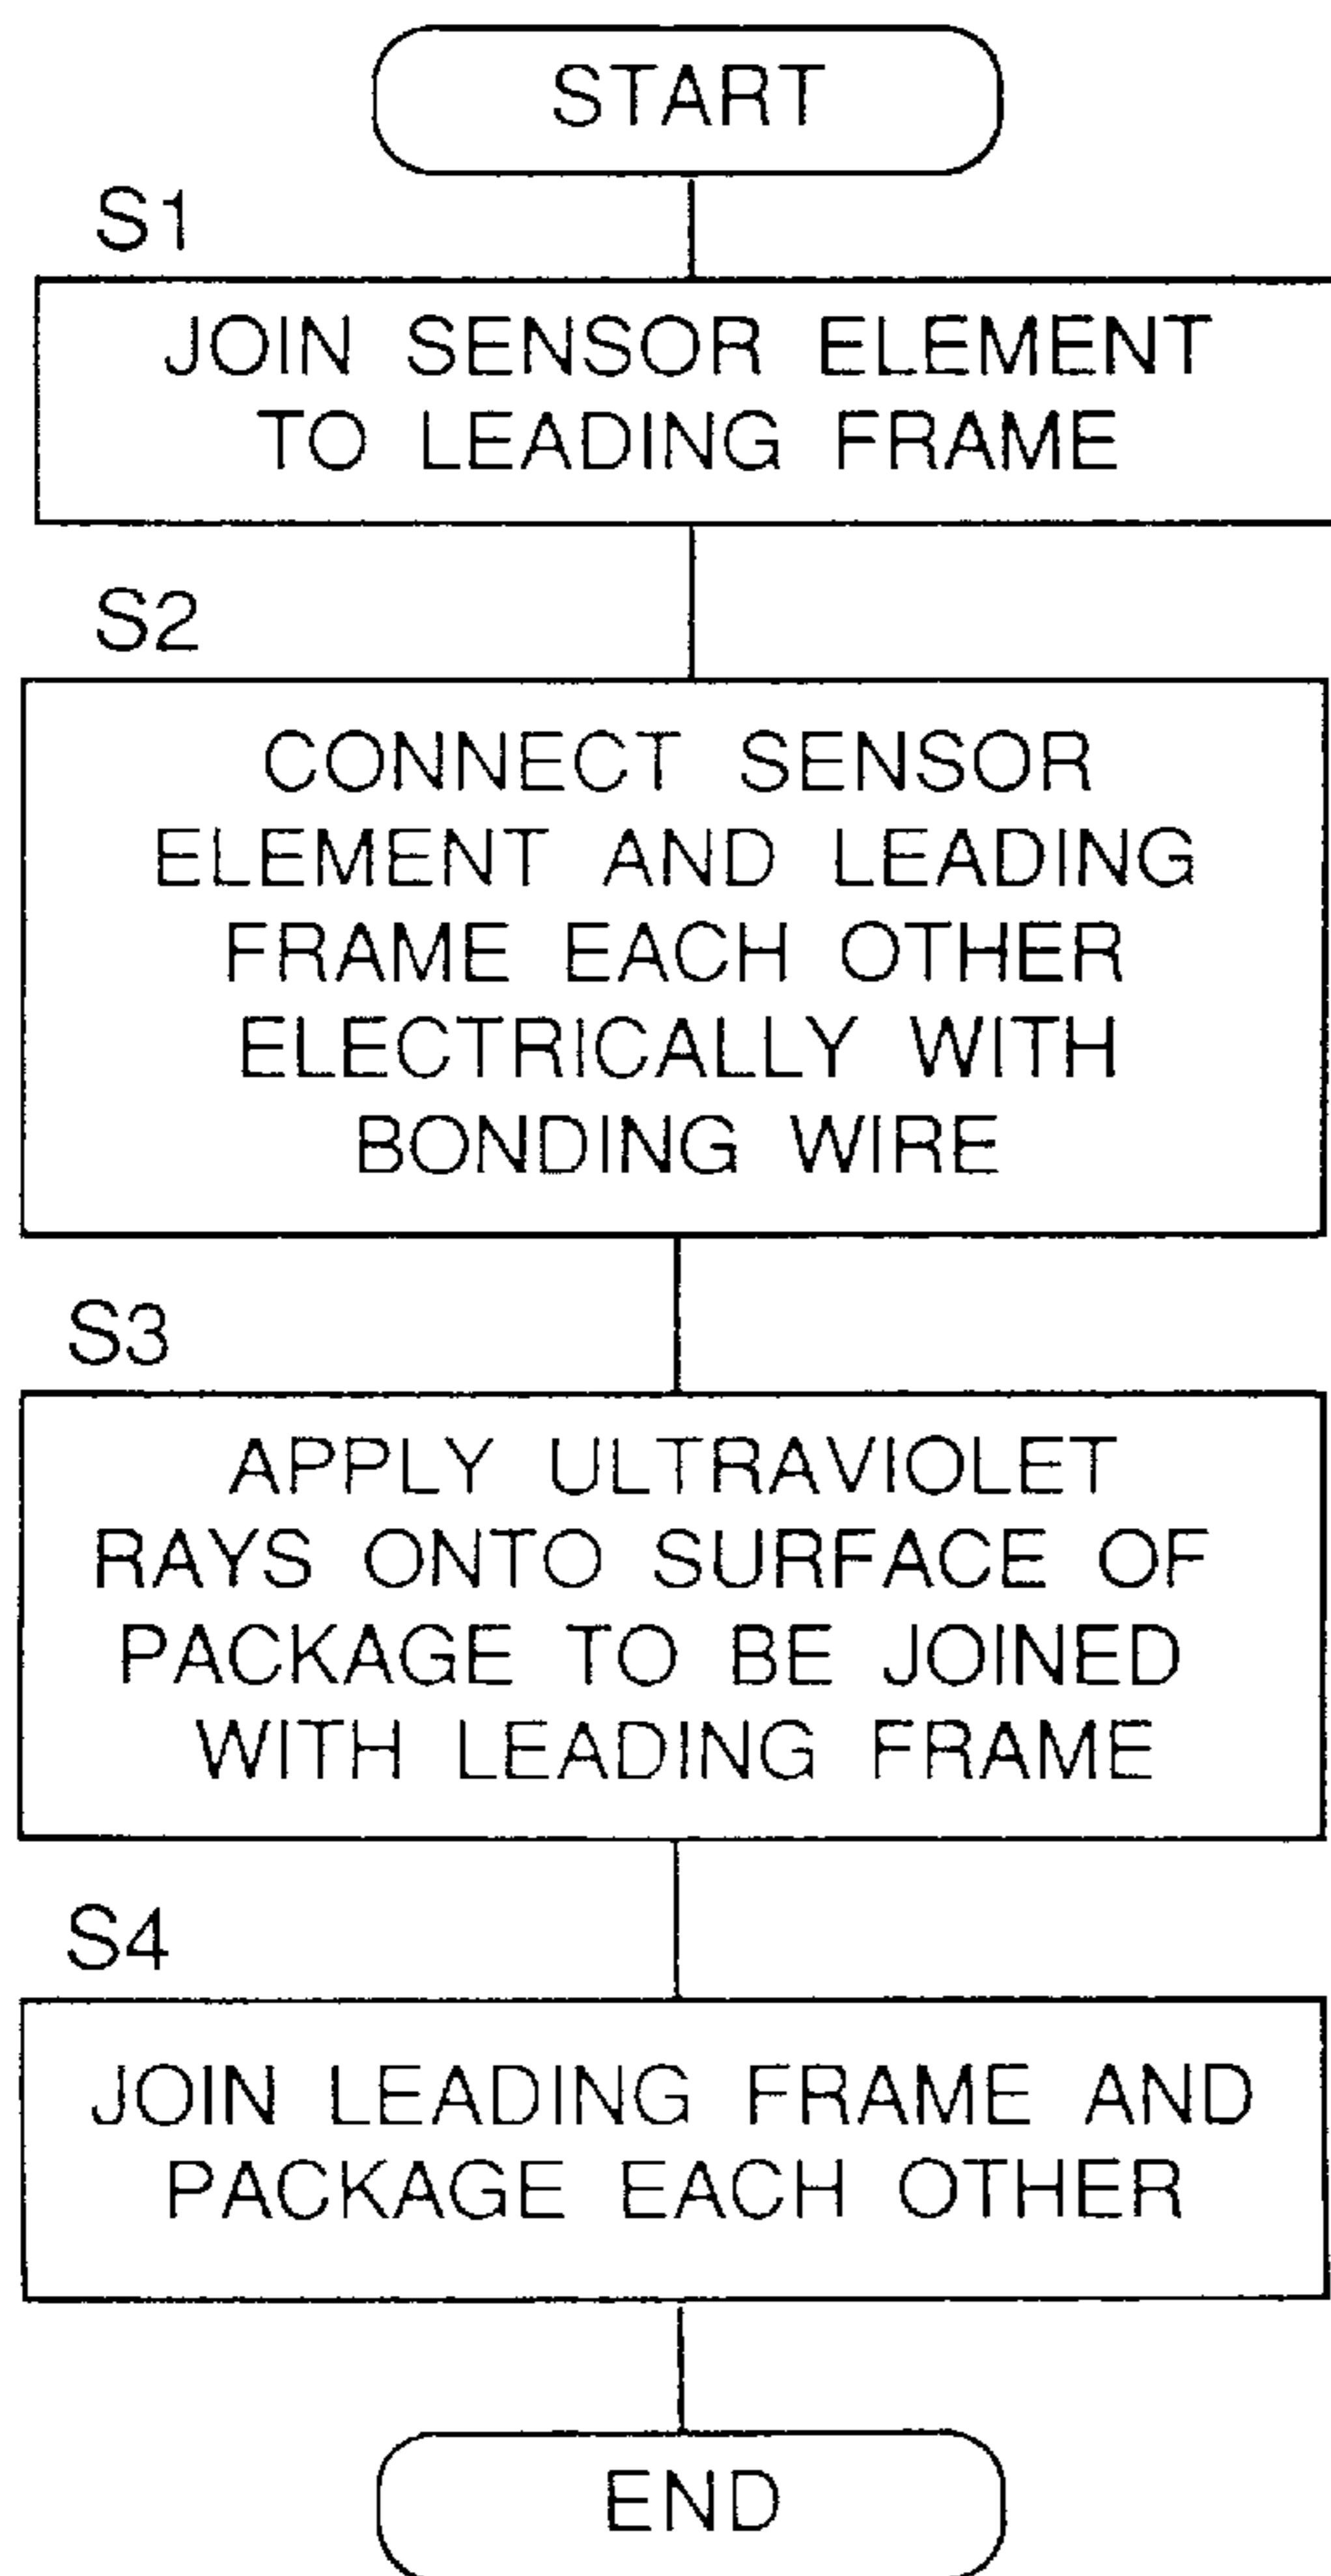 START
S1
JOIN SENSOR ELEMENT
TO LEADING FRAME
S2
CONNECT SENSOR
ELEMENT AND LEADING
FRAME EACH OTHER
ELECTRICALLY WITH
BONDING WIRE
S3
APPLY ULTRAVIOLET
RAYS ONTO SURFACE OF
PACKAGE TO BE JOINED
WITH LEADING FRAME
S4
JOIN LEADING FRAME AND
PACKAGE EACH OTHER
END